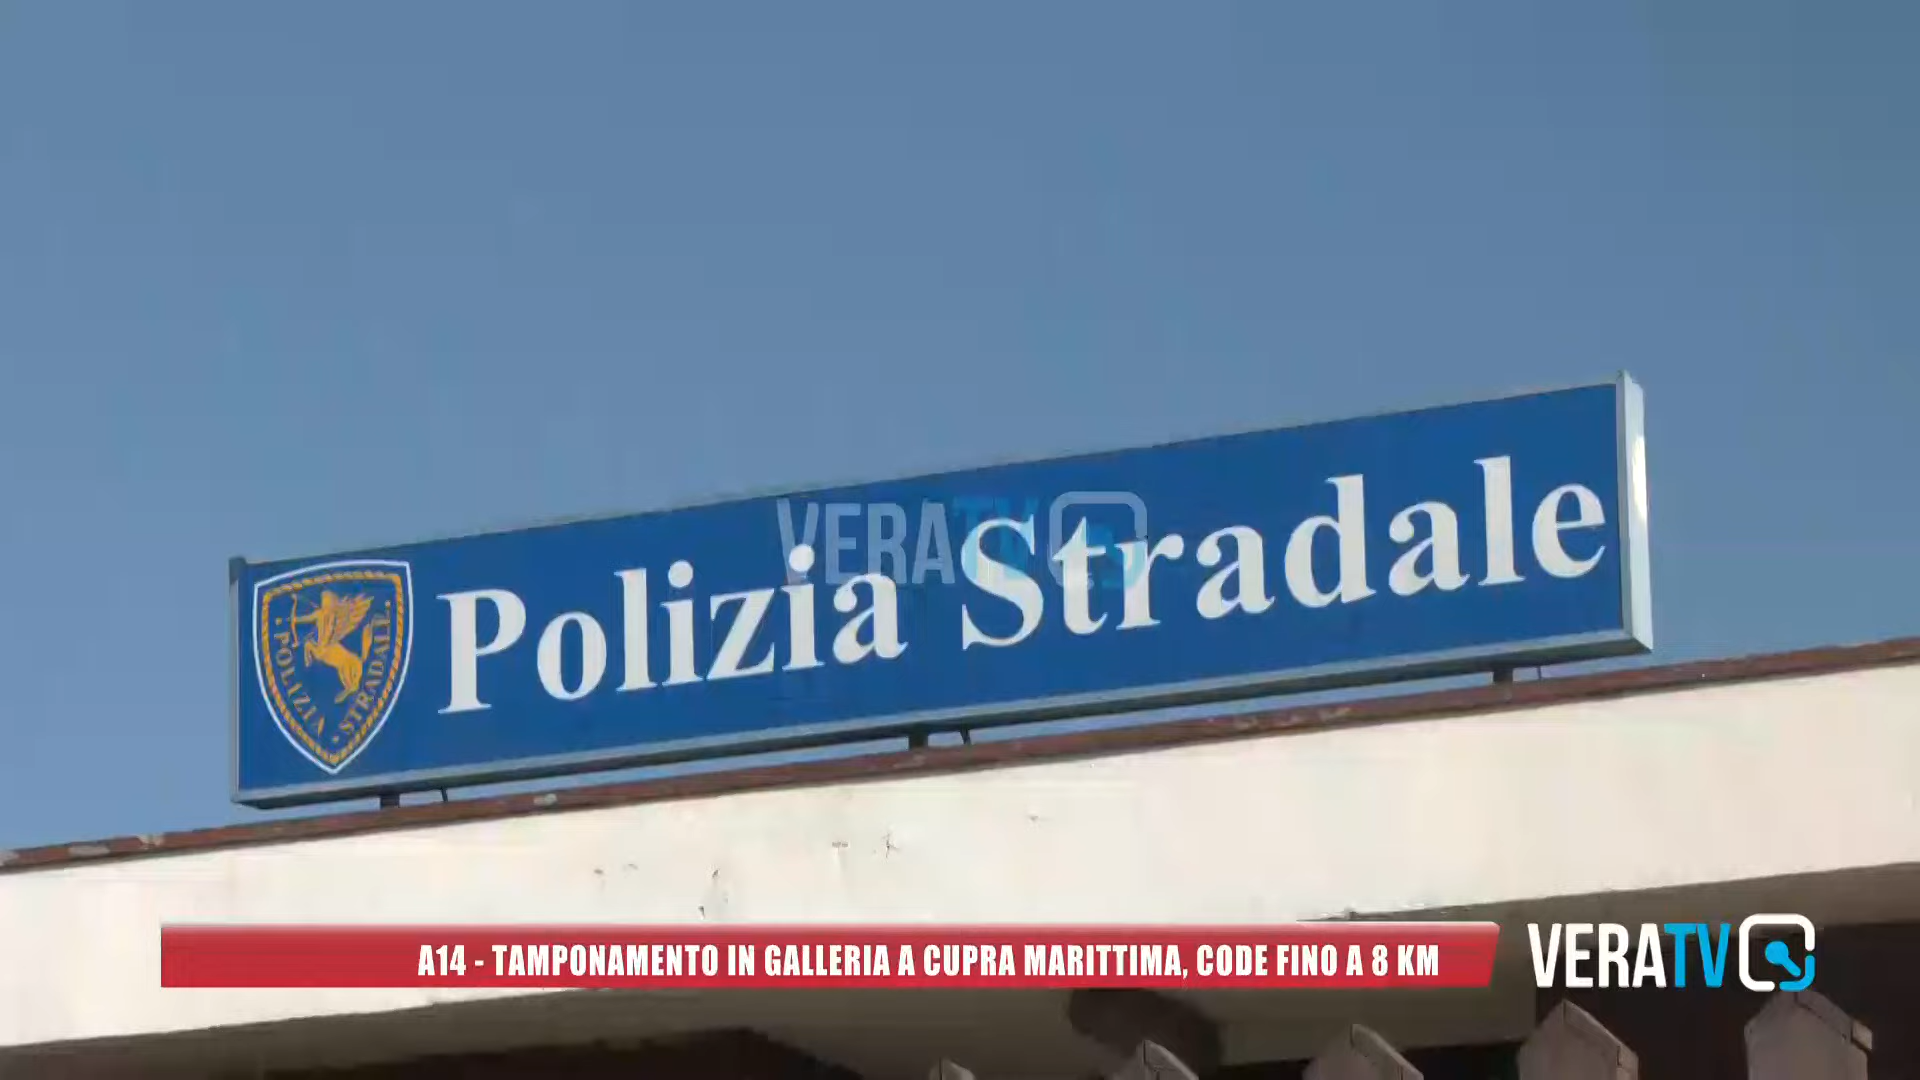 VERATV
Polizia Stradale
POLIZIA STRADALE
A14 - TAMPONAMENTO IN GALLERIA A CUPRA MARITTIMA, CODE FINO A 8 KM
VERATV